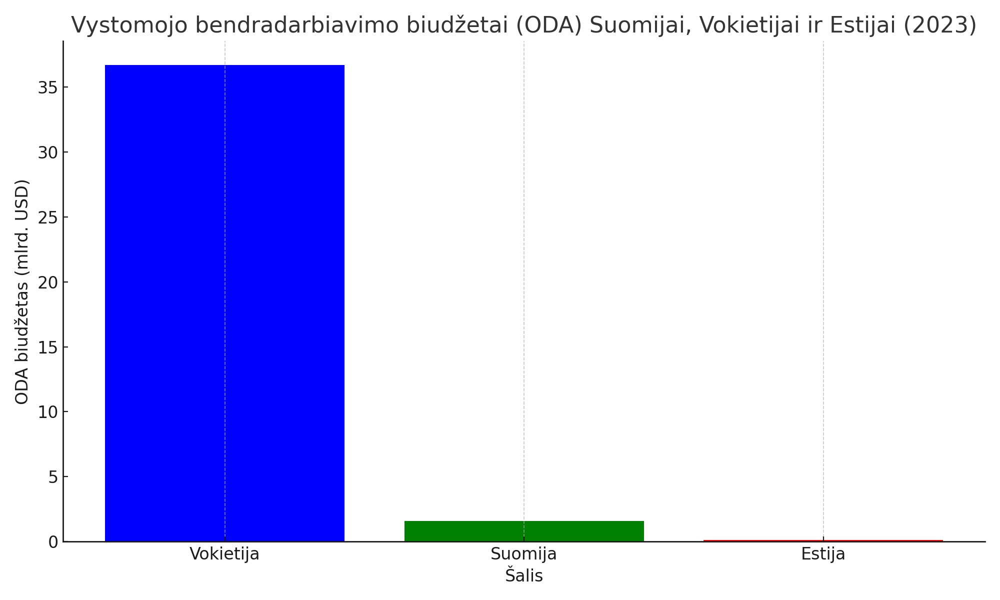 Vystomojo bendradarbiavimo biudžetai (ODA) Suomijai, Vokietijai ir Estijai (2023)
ODA biudžetas (mlrd. USD)
35
30
25
20
15
10
5
0
Vokietija
Suomija
Estija
Šalis